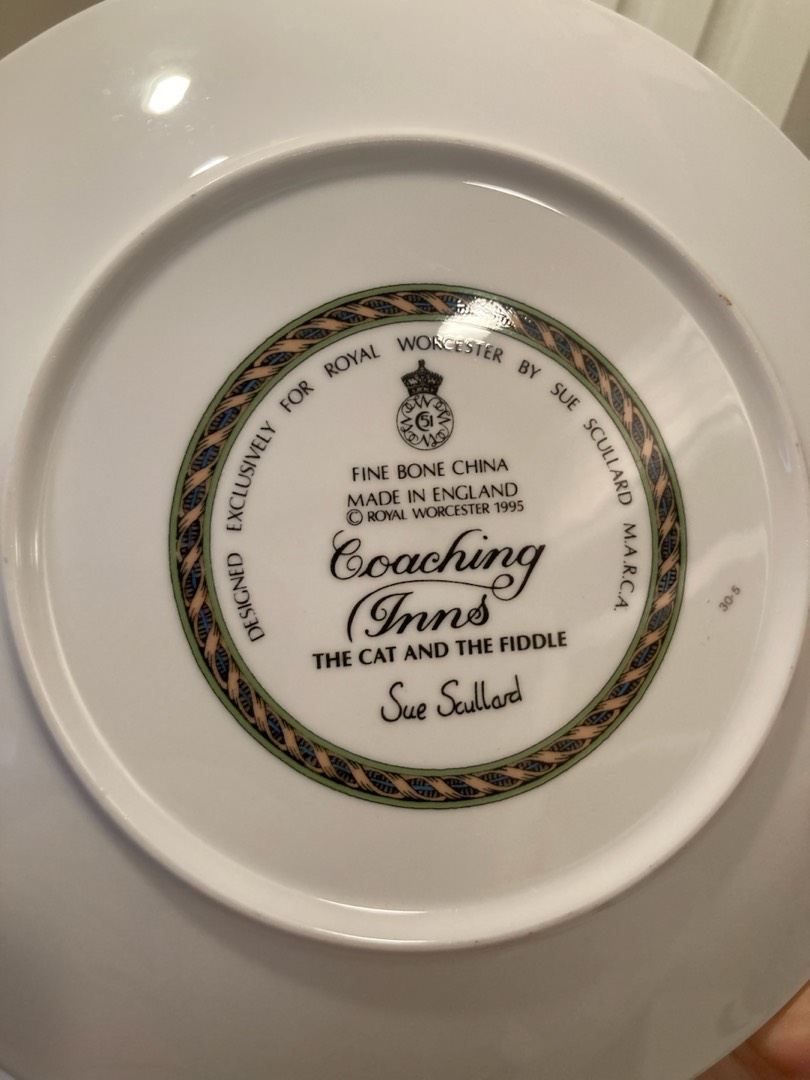 DESIGNED EXCLUSIVELY FOR ROYAL WORCESTER BY SUE SCULLARD M.A.R.C.A.
51
FINE BONE CHINA
MADE IN ENGLAND
© ROYAL WORCESTER 1995
Coaching
Inns
THE CAT AND THE FIDDLE
Sue Scullard
30-5